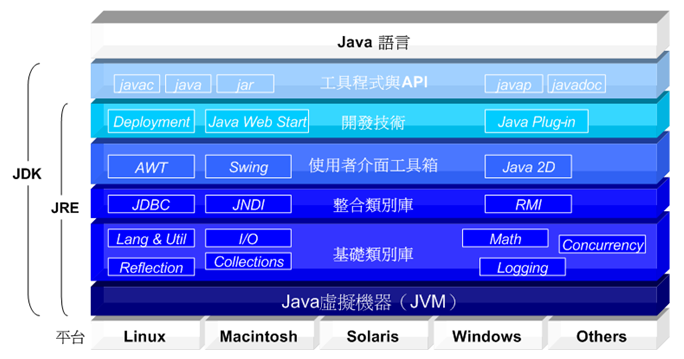 Java 語言
javac java jar 工具程式與API javap javadoc
Deployment Java Web Start 開發技術 Java Plug-in
JDK
AWT Swing 使用者介面工具箱 Java 2D
JRE
JDBC JNDI 整合類別庫 RMI
Lang & Util I/O Math Concurrency
基礎類別庫
Reflection Collections Logging
Java虛擬機器（JVM）
平台 Linux Macintosh Solaris Windows Others